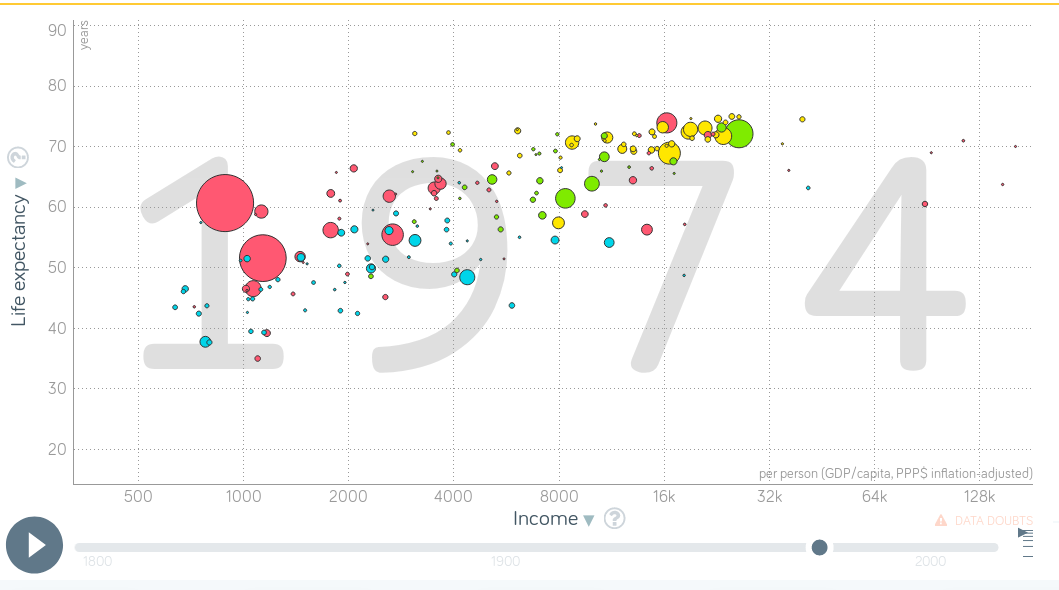 90
years
80
70
60
50
40
30
20
Life expectancy ▼ ?
1974
per person (GDP/capita, PPP$ inflation-adjusted)
500 1000 2000 4000 8000 16k 32k 64k 128k
Income ▼ ?
DATA DOUBTS
1800 1900 2000